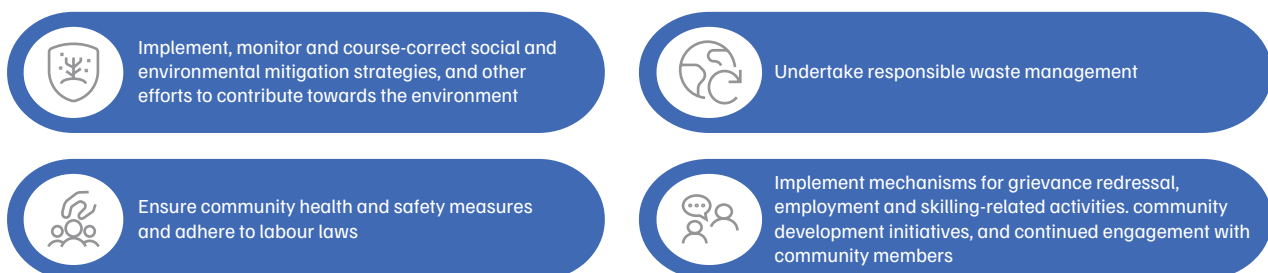 Implement, monitor and course-correct social and
environmental mitigation strategies, and other
efforts to contribute towards the environment
Undertake responsible waste management
Ensure community health and safety measures
and adhere to labour laws
Implement mechanisms for grievance redressal,
employment and skilling-related activities. community
development initiatives, and continued engagement with
community members